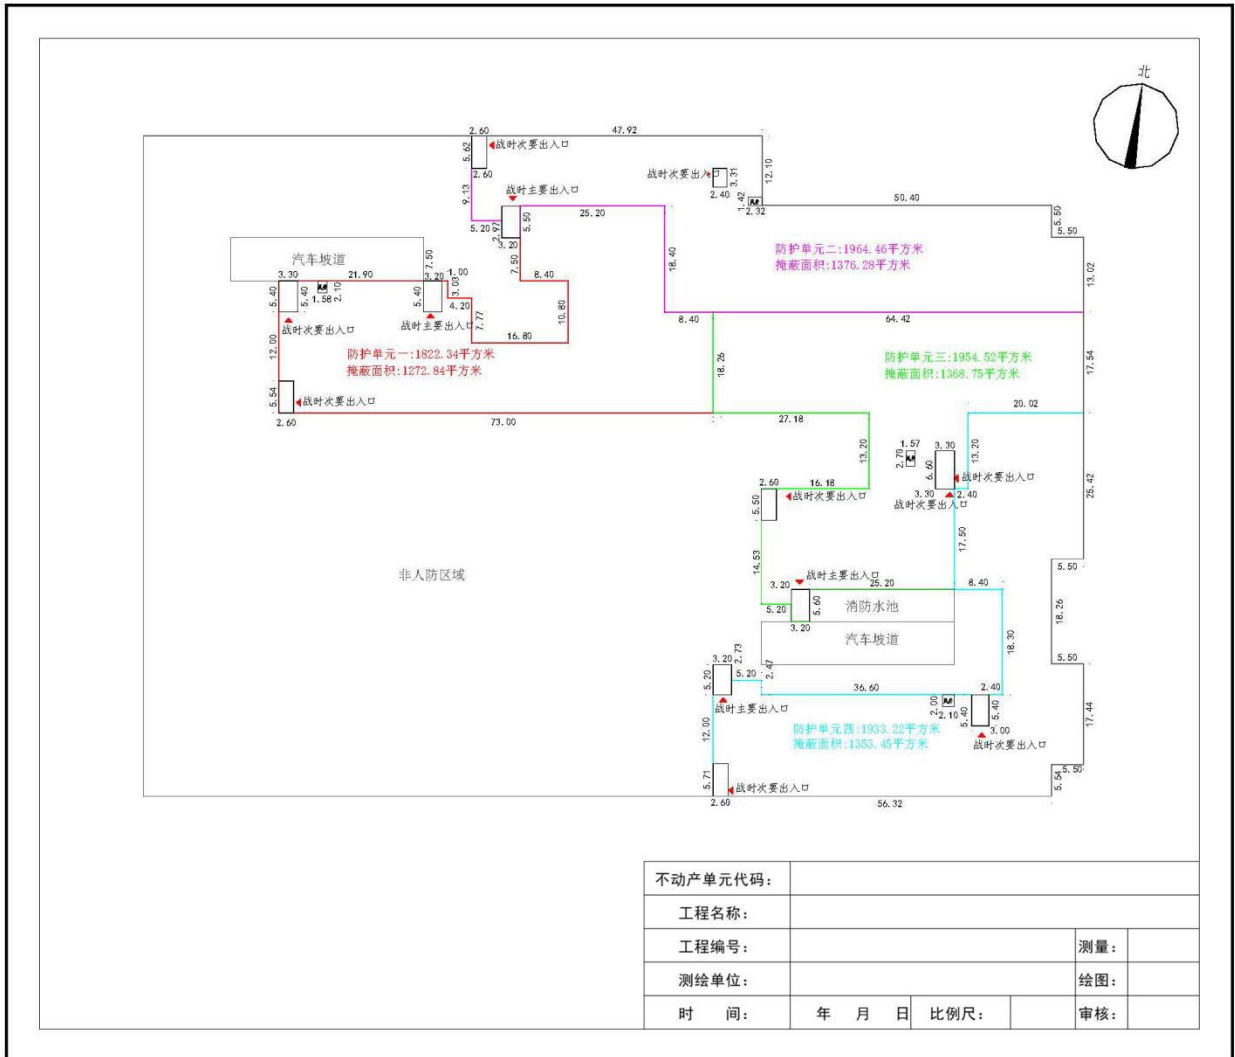 北
2.60
47.92
5.62
战时次要出入口
2.60
战时次要出入口
3.31
2.40
12.10
1.42
2.32
50.40
5.50
5.50
9.13
战时主要出入口
25.20
5.20
2.97
5.50
3.20
7.50
8.40
18.40
防护单元二:1964.46平方米
掩蔽面积:1376.28平方米
13.02
汽车坡道
7.50
3.30
21.90
3.20
1.00
5.40
5.40
1.58
2.10
5.40
3.03
4.20
7.77
10.80
战时次要出入口
战时主要出入口
16.80
8.40
64.42
12.00
防护单元一:1822.34平方米
掩蔽面积:1272.84平方米
18.26
防护单元三:1954.52平方米
掩蔽面积:1368.75平方米
17.54
5.54
战时次要出入口
2.60
73.00
27.18
20.02
13.20
1.57
3.30
2.70
6.60
13.20
战时次要出入口
25.42
2.60
16.18
5.50
战时次要出入口
3.30
2.40
战时次要出入口
14.53
17.50
非人防区域
战时主要出入口
3.20
25.20
8.40
5.50
5.20
5.60
消防水池
3.20
汽车坡道
18.30
18.26
3.20
2.73
5.20
2.47
5.20
36.60
2.40
5.50
战时主要出入口
2.00
2.10
5.40
5.40
3.00
12.00
防护单元四:1933.22平方米
掩蔽面积:1353.45平方米
战时次要出入口
17.44
5.71
战时次要出入口
2.60
56.32
5.54
5.50
不动产单元代码：
工程名称：
工程编号： 测量：
测绘单位： 绘图：
时 间： 年 月 日 比例尺： 审核：